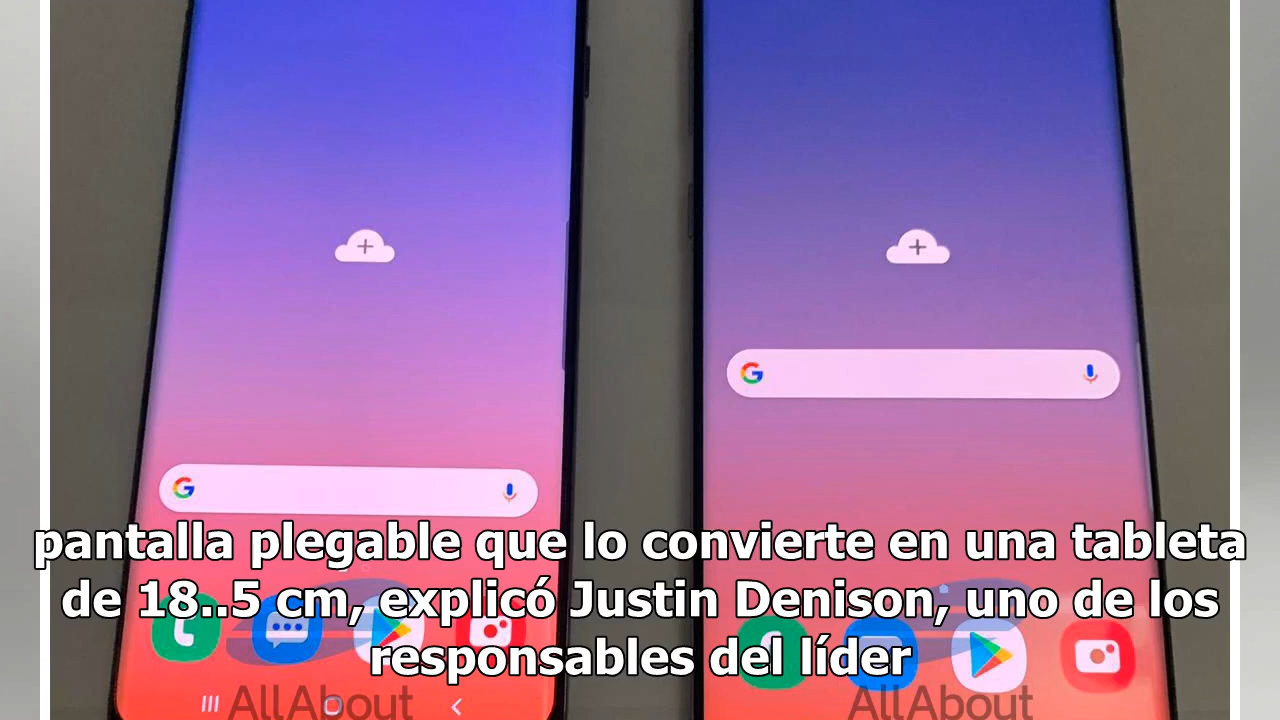 pantalla plegable que lo convierte en una tableta
de 18..5 cm, explicó Justin Denison, uno de los
responsables del líder
AllAbout
AllAbout